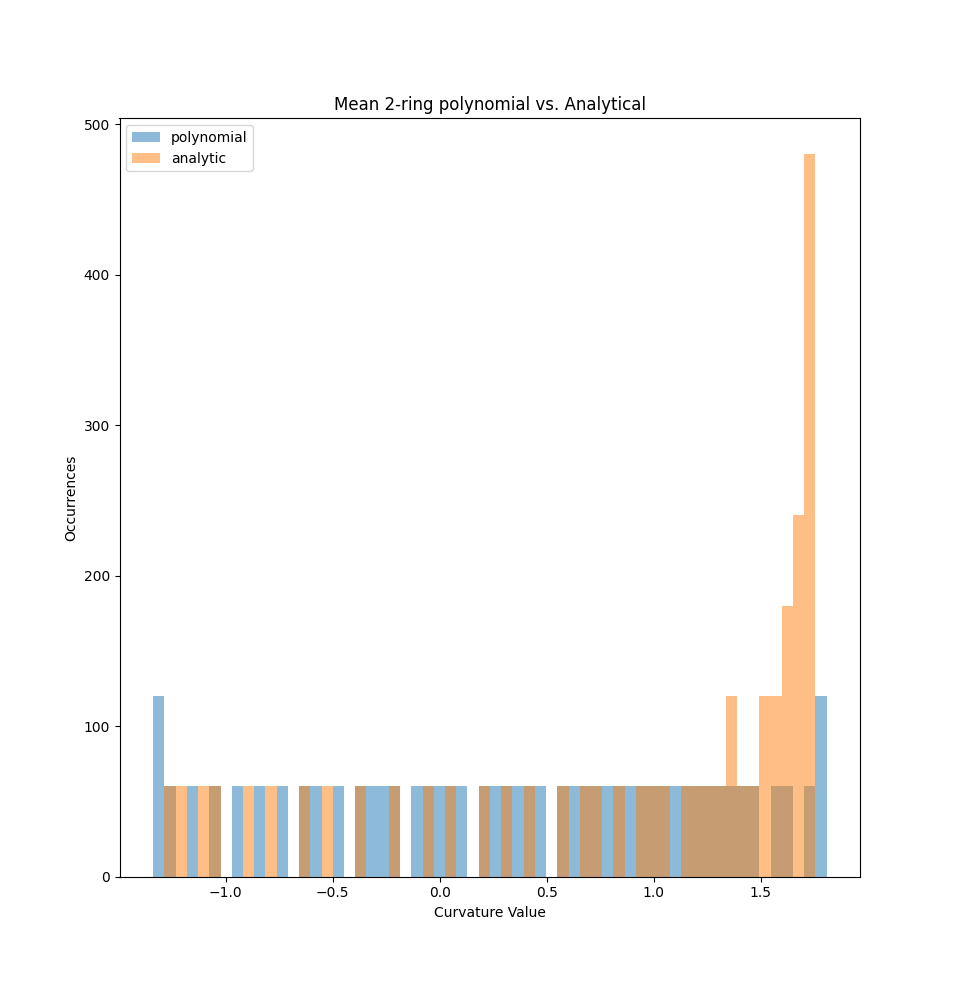 Mean 2-ring polynomial vs. Analytical
polynomial
analytic
500
400
300
200
100
0
Occurrences
−1.0 −0.5 0.0 0.5 1.0 1.5
Curvature Value